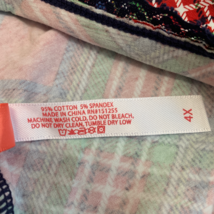 95% COTTON 5% SPANDEX
MADE IN CHINA RN#151255
MACHINE WASH COLD, DO NOT BLEACH,
DO NOT DRY CLEAN, TUMBLE DRY LOW
4X